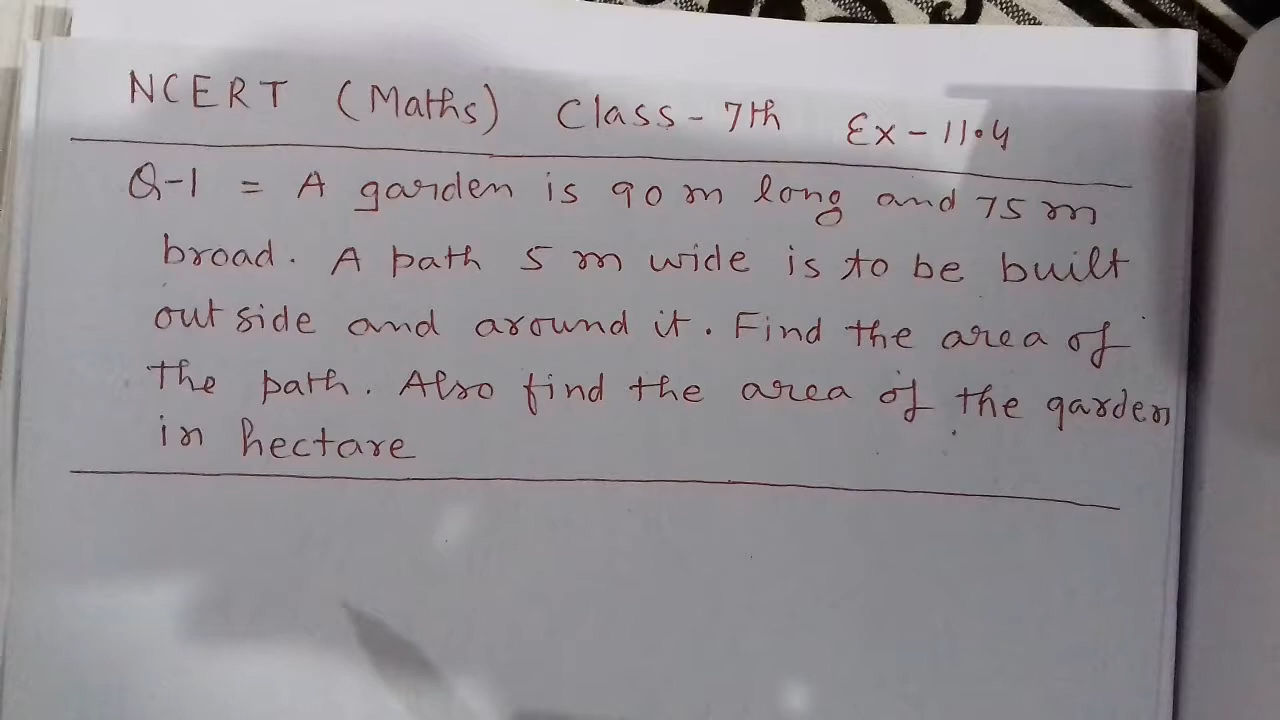 NCERT (Maths) Class-7th Ex-11.4
Q-1 = A garden is 90 m long and 75 m
broad. A path 5 m wide is to be built
outside and around it. Find the area of
the path. Also find the area of the garden
in hectare